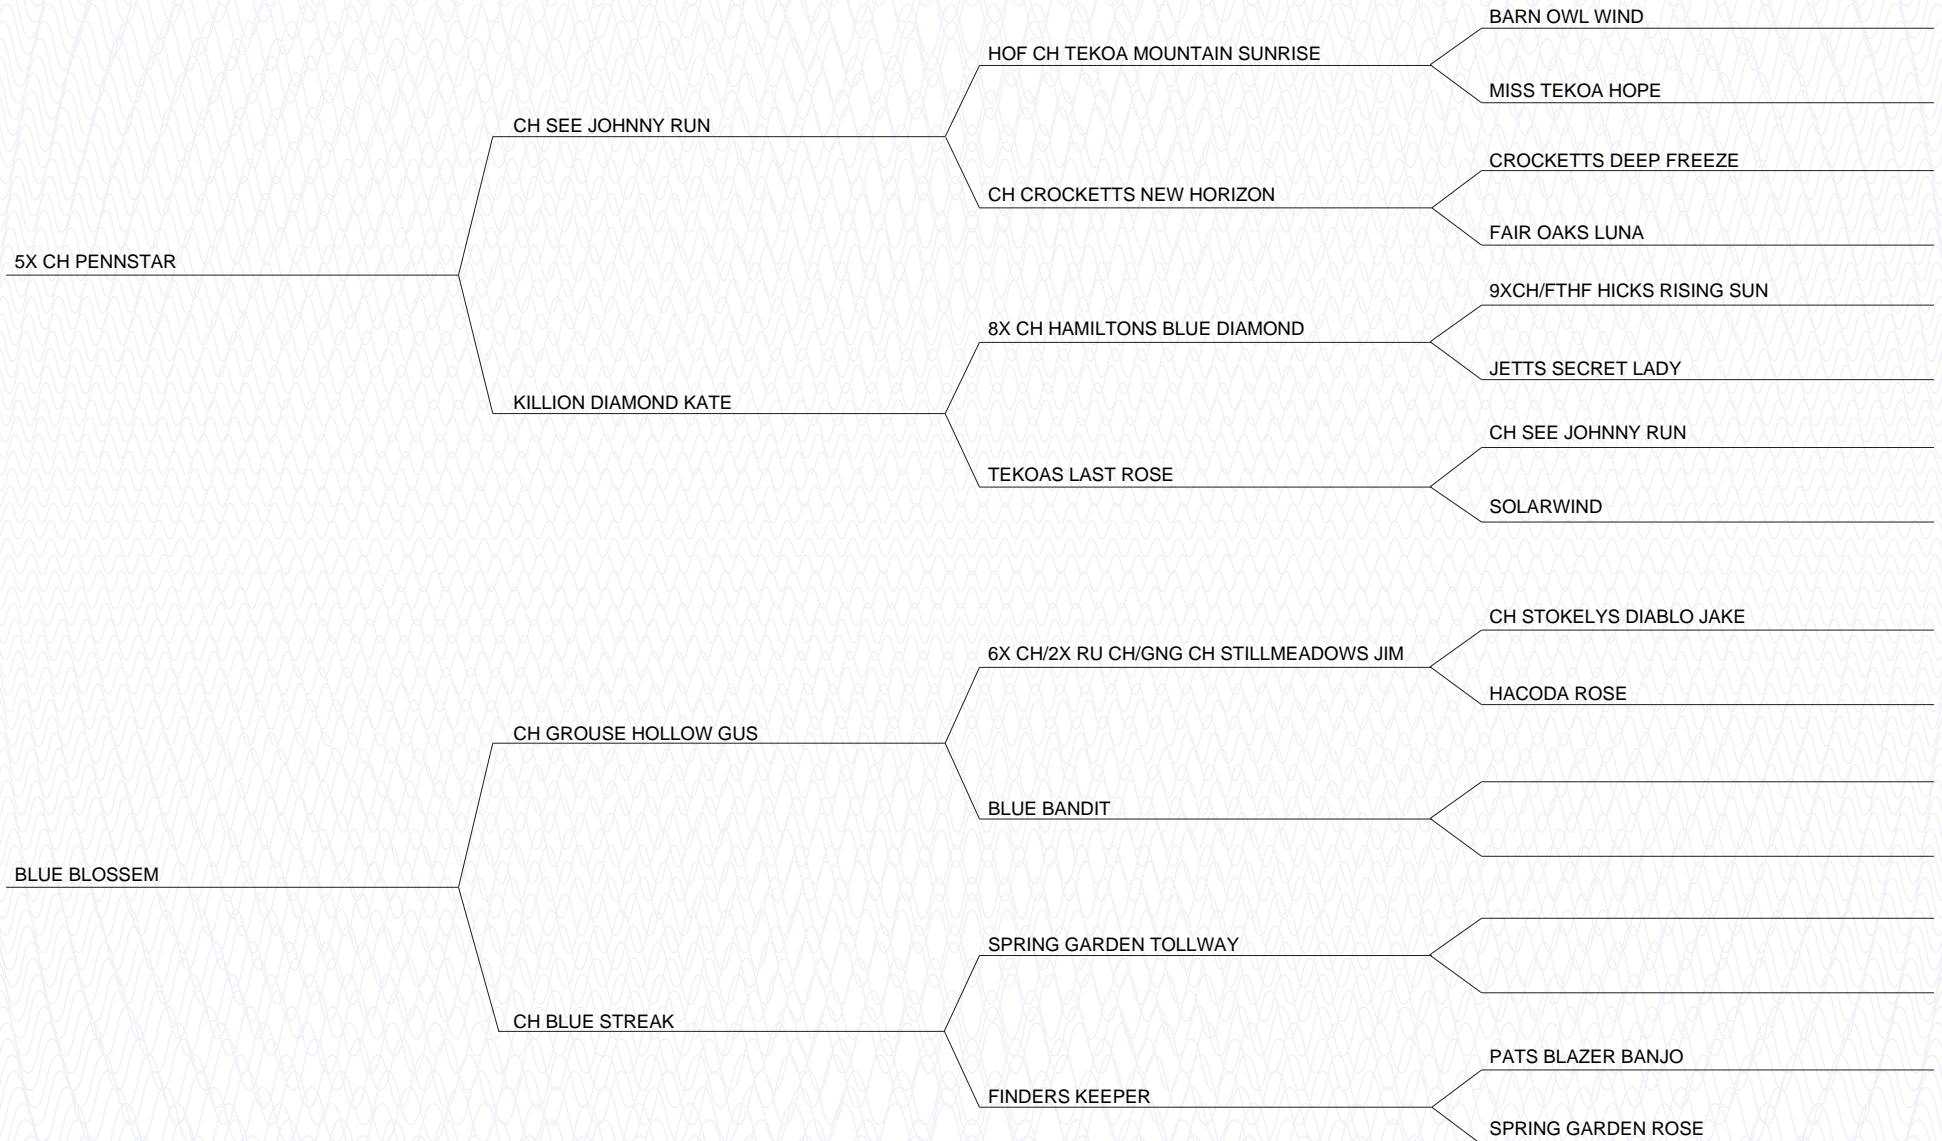 BARN OWL WIND
HOF CH TEKOA MOUNTAIN SUNRISE
MISS TEKOA HOPE
CH SEE JOHNNY RUN
CROCKETTS DEEP FREEZE
CH CROCKETTS NEW HORIZON
FAIR OAKS LUNA
5X CH PENNSTAR
9XCH/FTHF HICKS RISING SUN
8X CH HAMILTONS BLUE DIAMOND
JETTS SECRET LADY
KILLION DIAMOND KATE
CH SEE JOHNNY RUN
TEKOAS LAST ROSE
SOLARWIND
CH STOKELYS DIABLO JAKE
6X CH/2X RU CH/GNG CH STILLMEADOWS JIM
HACODA ROSE
CH GROUSE HOLLOW GUS
BLUE BANDIT
BLUE BLOSSEM
SPRING GARDEN TOLLWAY
CH BLUE STREAK
PATS BLAZER BANJO
FINDERS KEEPER
SPRING GARDEN ROSE